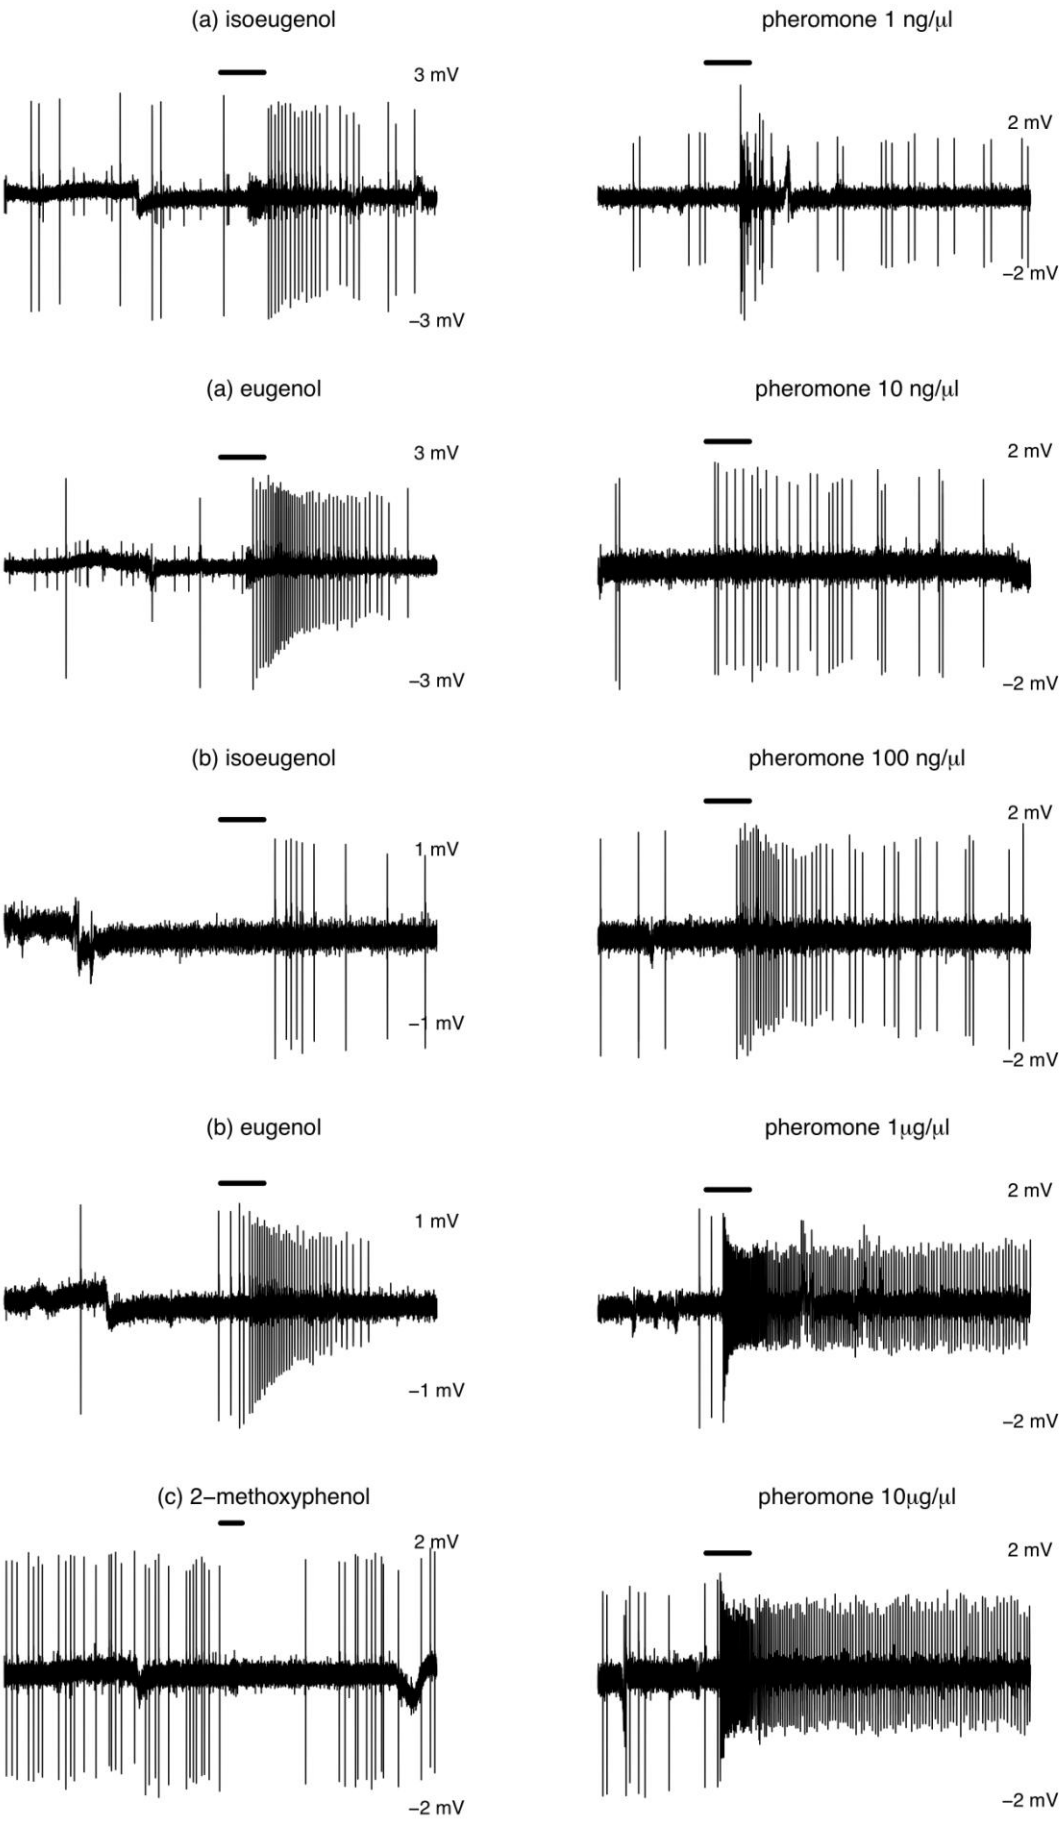 (a) isoeugenol
pheromone 1 ng/μl
3 mV
2 mV
−2 mV
−3 mV
(a) eugenol
pheromone 10 ng/μl
3 mV
2 mV
−3 mV
−2 mV
(b) isoeugenol
pheromone 100 ng/μl
1 mV
2 mV
−1 mV
−2 mV
(b) eugenol
pheromone 1μg/μl
1 mV
2 mV
−1 mV
−2 mV
(c) 2−methoxyphenol
pheromone 10μg/μl
2 mV
2 mV
−2 mV
−2 mV